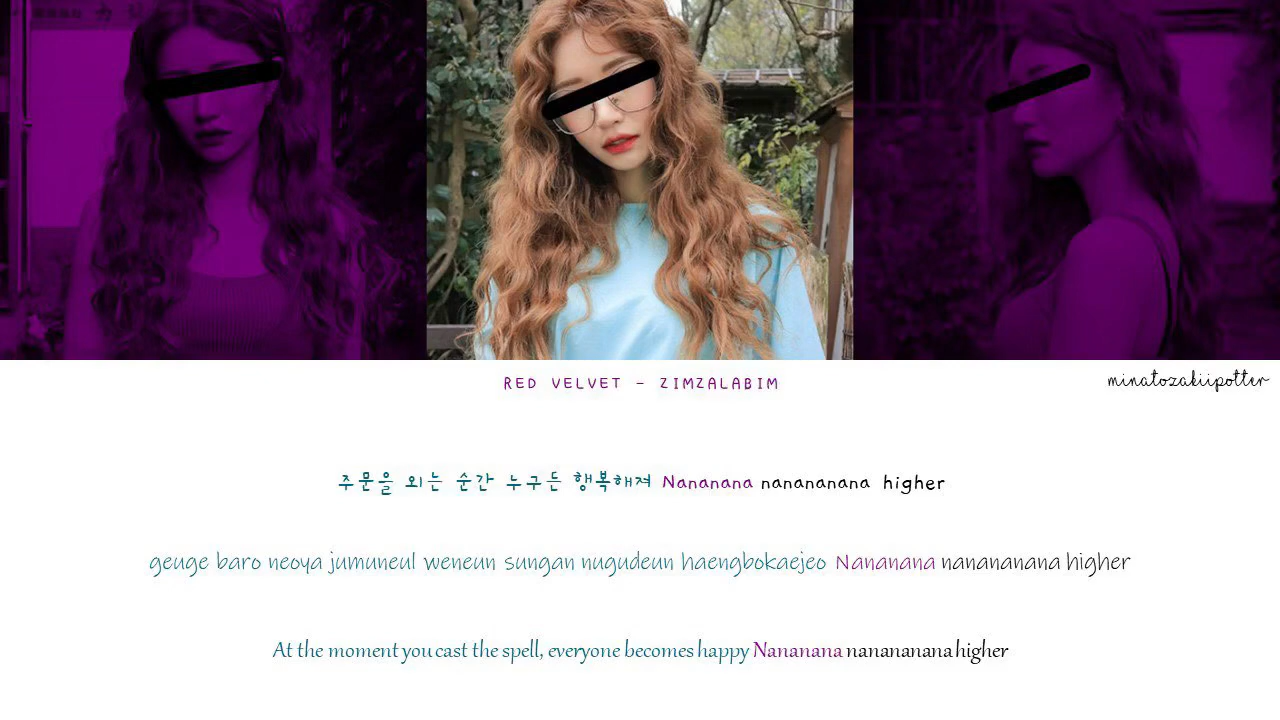 RED VELVET - ZIMZALABIM
minatozakiipotter
주문을 외는 순간 누구든 행복해져 Nananana nanananana higher
geuge baro neoya jumuneul weneun sungan nugudeun haengbokaejeo Nananana nanananana higher
At the moment you cast the spell, everyone becomes happy Nananana nanananana higher